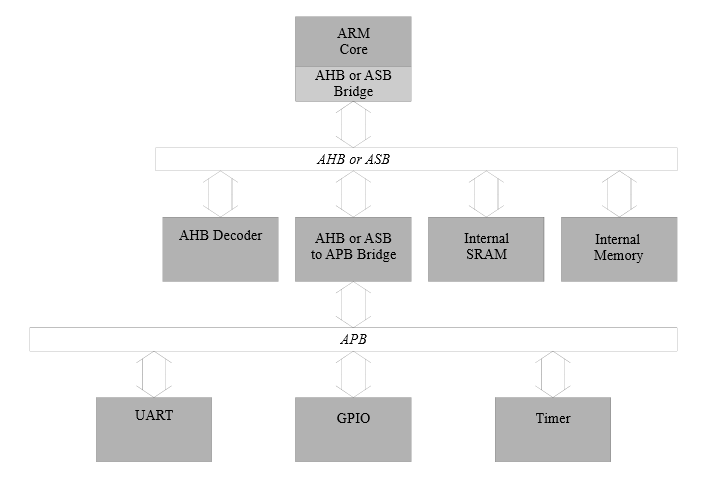 ARM
Core
AHB or ASB
Bridge
AHB or ASB
AHB Decoder
AHB or ASB
to APB Bridge
Internal
SRAM
Internal
Memory
APB
UART
GPIO
Timer